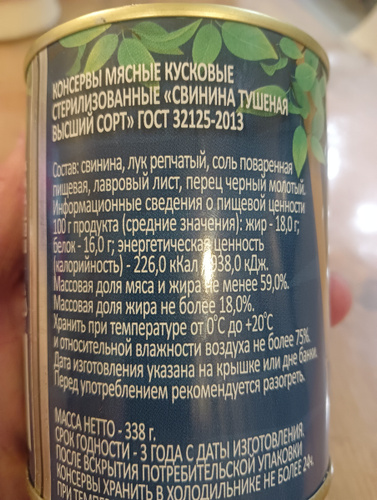 КОНСЕРВЫ МЯСНЫЕ КУСКОВЫЕ
СТЕРИЛИЗОВАННЫЕ «СВИНИНА ТУШЕНАЯ
ВЫСШИЙ СОРТ» ГОСТ 32125-2013
Состав: свинина, лук репчатый, соль поваренная
пищевая, лавровый лист, перец черный молотый.
Информационные сведения о пищевой ценности
100 г продукта (средние значения): жир - 18,0 г;
белок - 16,0 г; энергетическая ценность
(калорийность) - 226,0 кКал 938,0 кДж.
Массовая доля мяса и жира не менее 59,0%.
Массовая доля жира не более 18,0%.
Хранить при температуре от 0°С до +20°С
и относительной влажности воздуха не более 75%.
Дата изготовления указана на крышке или дне банки.
Перед употреблением рекомендуется разогреть.
МАССА НЕТТО - 338 г.
СРОК ГОДНОСТИ - 3 ГОДА С ДАТЫ ИЗГОТОВЛЕНИЯ.
ПОСЛЕ ВСКРЫТИЯ ПОТРЕБИТЕЛЬСКОЙ УПАКОВКИ
КОНСЕРВЫ ХРАНИТЬ В ХОЛОДИЛЬНИКЕ НЕ БОЛЕЕ 24ч.
ПРИ